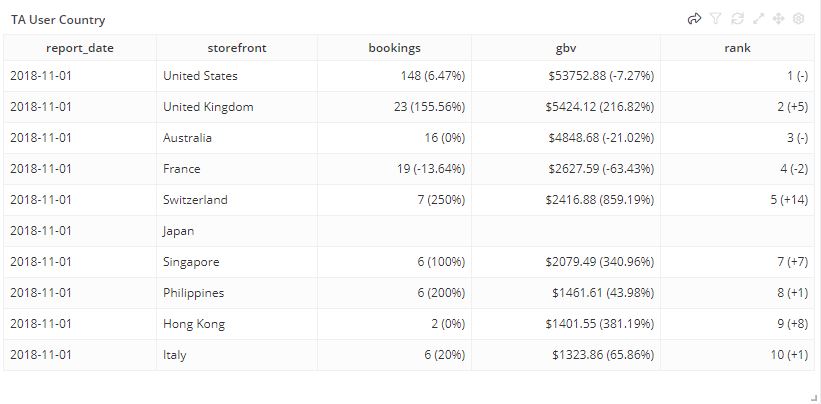 TA User Country
report_date storefront bookings gbv rank
2018-11-01 United States 148 (6.47%) $53752.88 (-7.27%) 1 (-)
2018-11-01 United Kingdom 23 (155.56%) $5424.12 (216.82%) 2 (+5)
2018-11-01 Australia 16 (0%) $4848.68 (-21.02%) 3 (-)
2018-11-01 France 19 (-13.64%) $2627.59 (-63.43%) 4 (-2)
2018-11-01 Switzerland 7 (250%) $2416.88 (859.19%) 5 (+14)
2018-11-01 Japan
2018-11-01 Singapore 6 (100%) $2079.49 (340.96%) 7 (+7)
2018-11-01 Philippines 6 (200%) $1461.61 (43.98%) 8 (+1)
2018-11-01 Hong Kong 2 (0%) $1401.55 (381.19%) 9 (+8)
2018-11-01 Italy 6 (20%) $1323.86 (65.86%) 10 (+1)